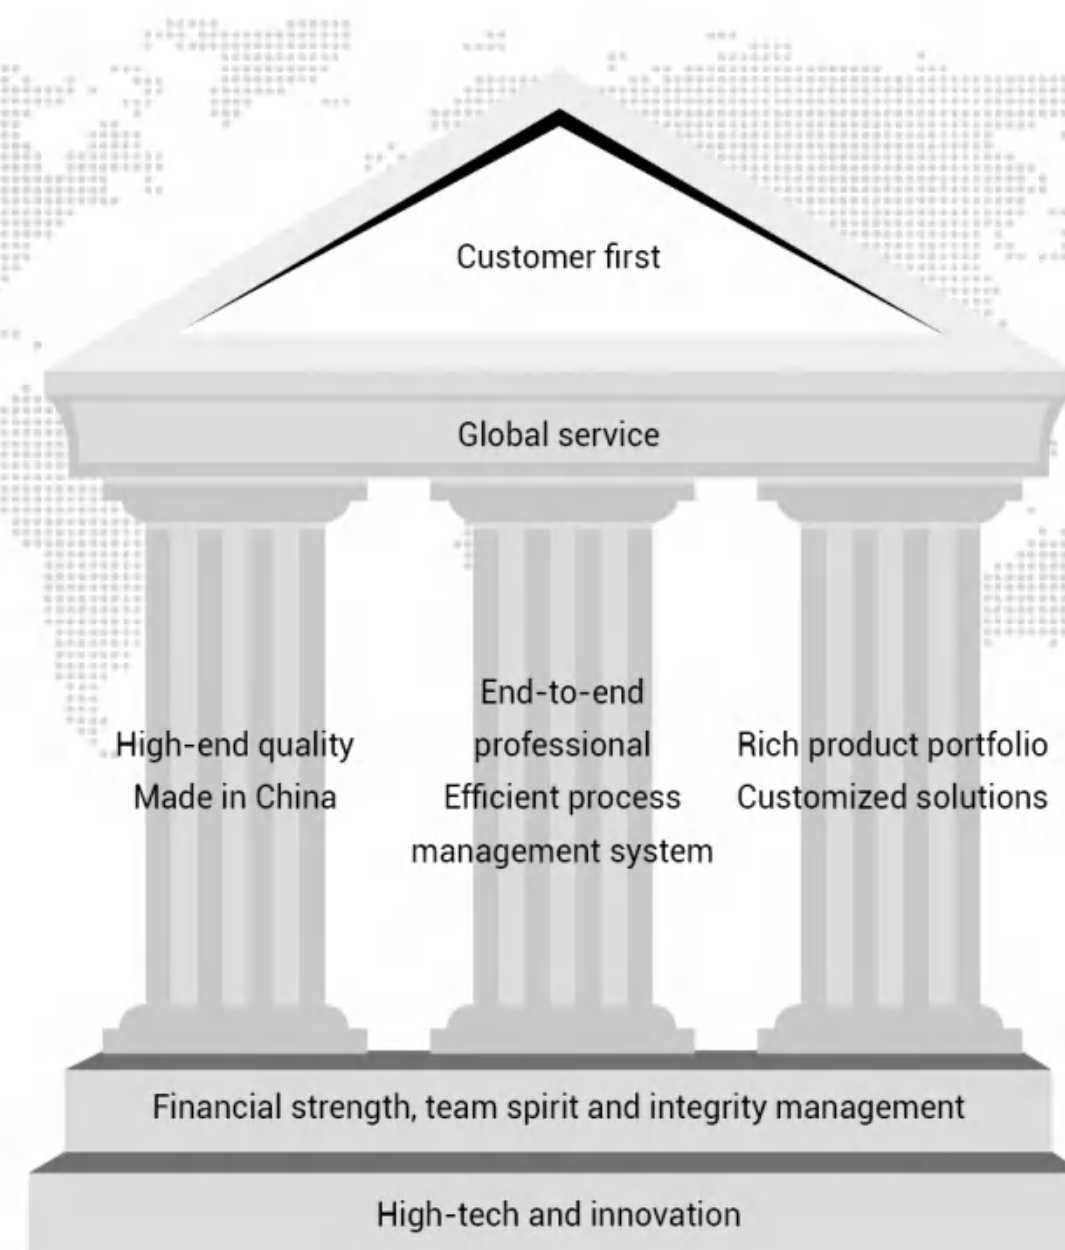 Customer first
Global service
High-end quality
Made in China
End-to-end
professional
Efficient process
management system
Rich product portfolio
Customized solutions
Financial strength, team spirit and integrity management
High-tech and innovation